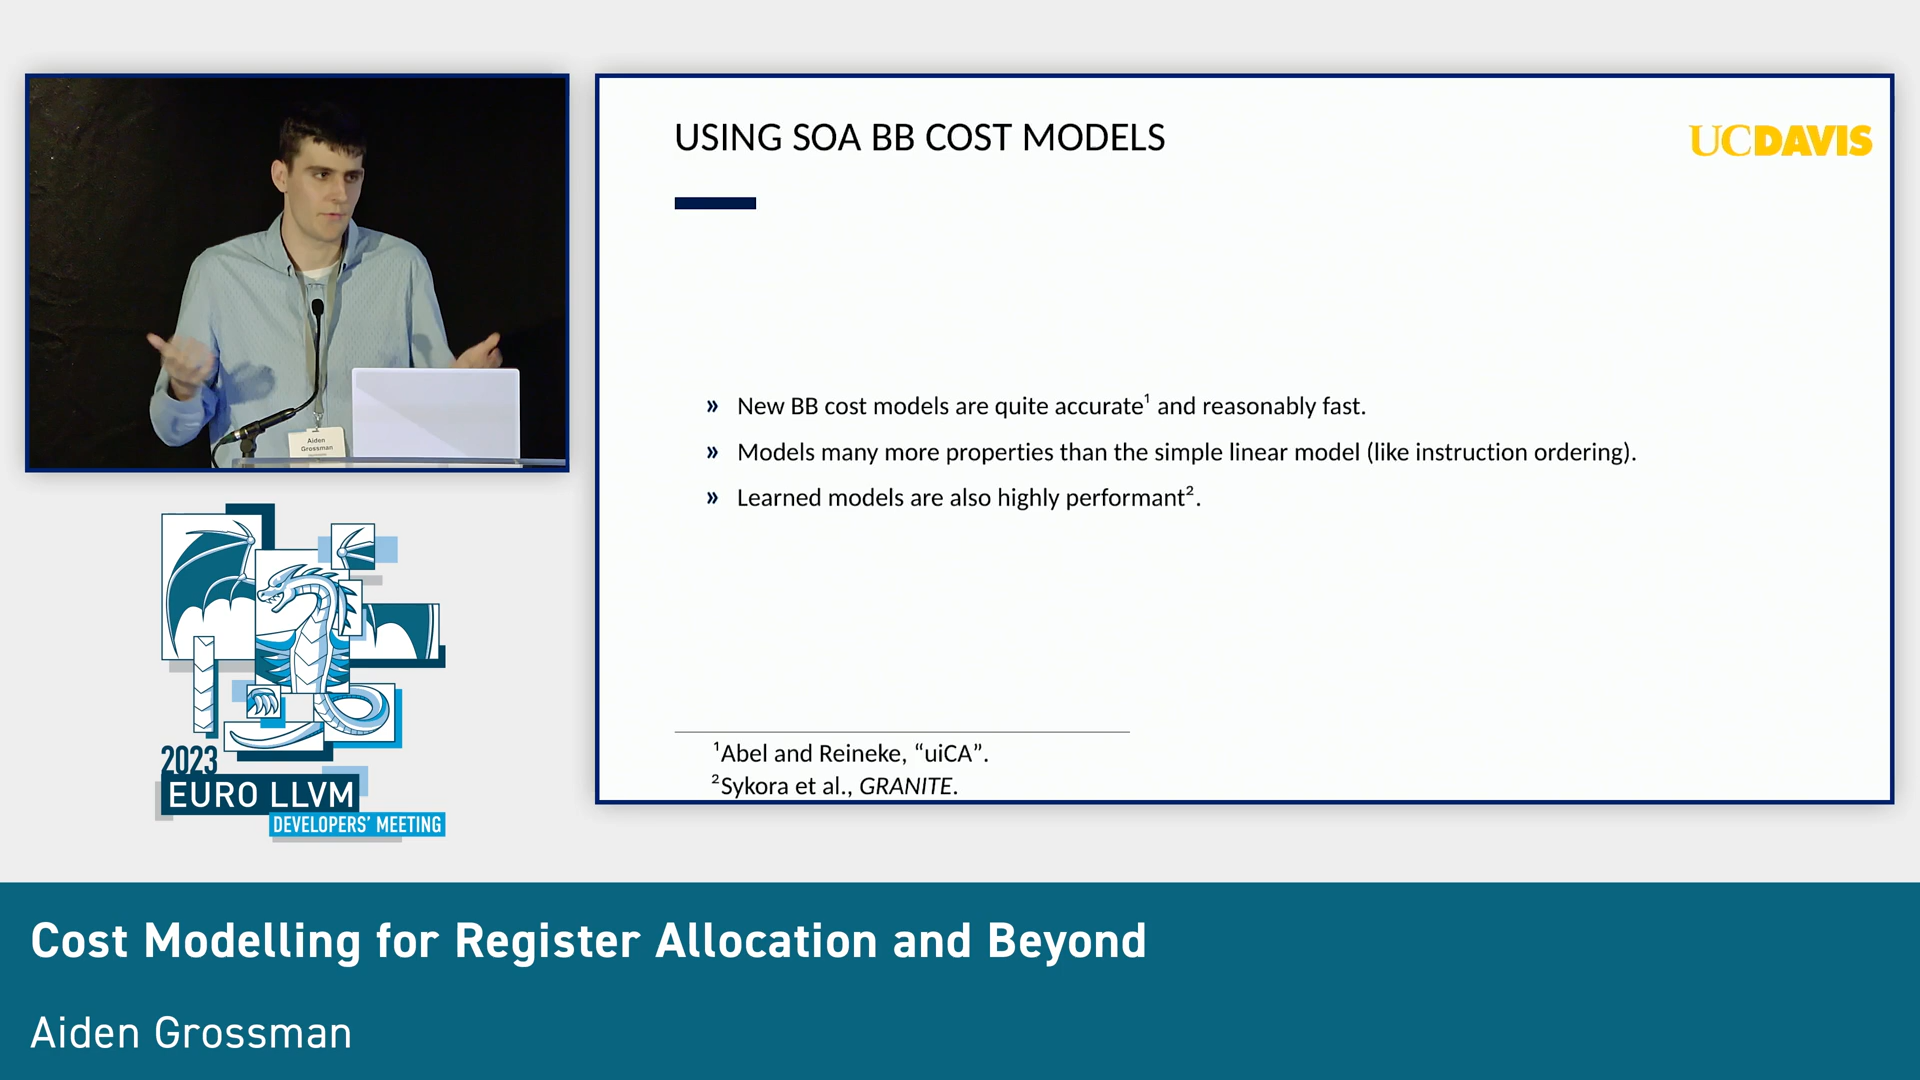 USING SOA BB COST MODELS
UCDAVIS
» New BB cost models are quite accurate¹ and reasonably fast.
» Models many more properties than the simple linear model (like instruction ordering).
» Learned models are also highly performant².
¹Abel and Reineke, “uiCA”.
²Sykora et al., GRANITE.
Aiden
Grossman
2023
EURO LLVM
DEVELOPERS’ MEETING
Cost Modelling for Register Allocation and Beyond
Aiden Grossman